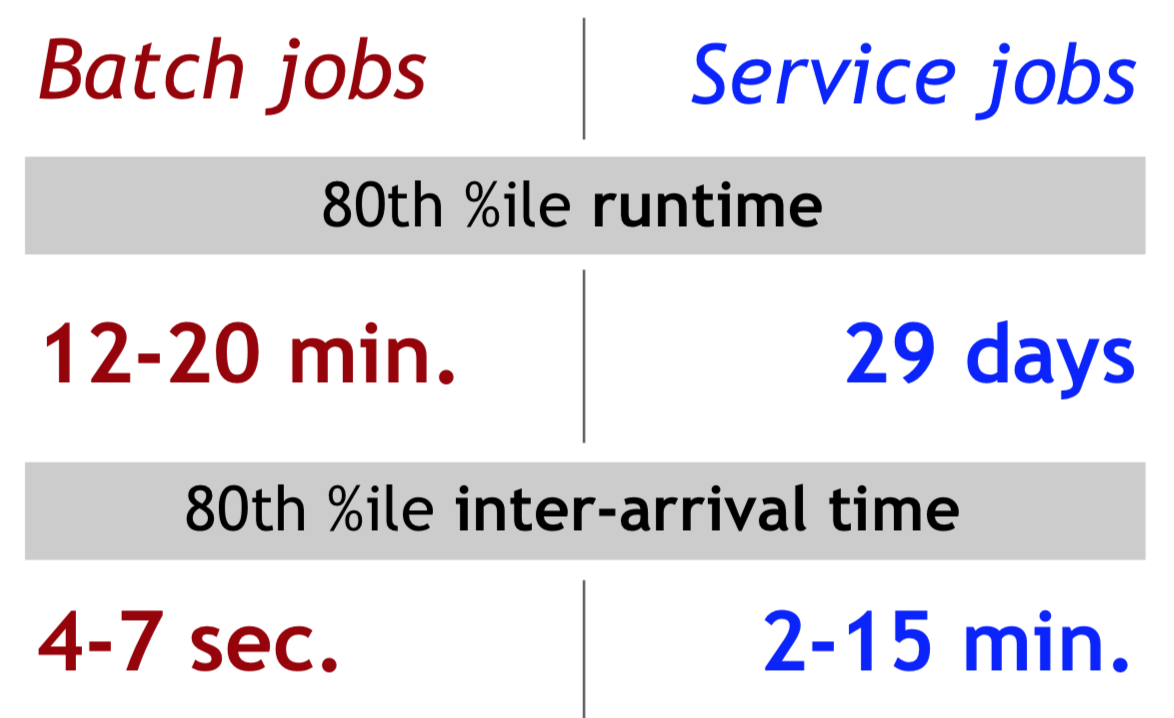 Batch jobs
Service jobs
80th %ile runtime
12-20 min.
29 days
80th %ile inter-arrival time
4-7 sec.
2-15 min.